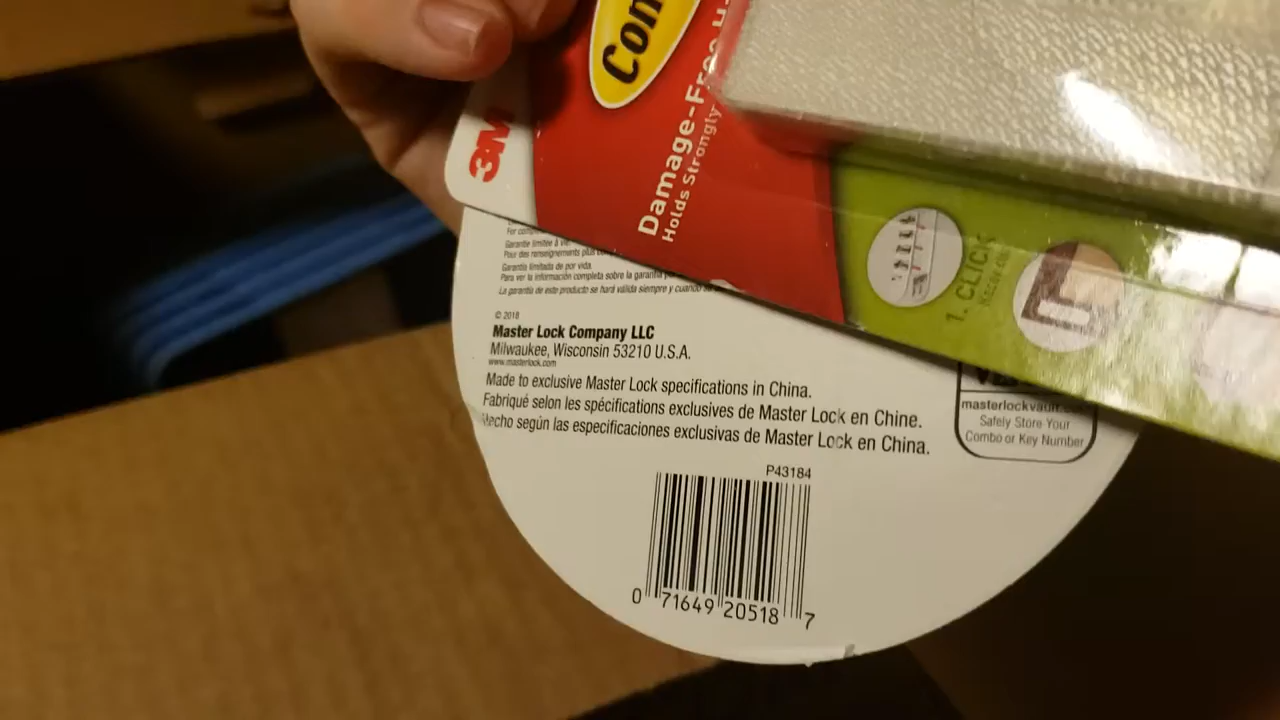 Com
3M
Damage-Free
Holds Strongly
1. CLICK
For
Garantie limitée à vie.
Pour des renseignements plus
Garantía limitada de por vida.
Para ver la información completa sobre la garantía
La garantía de este producto se hará válida siempre y cuando
© 2018
Master Lock Company LLC
Milwaukee, Wisconsin 53210 U.S.A.
www.masterlock.com
Made to exclusive Master Lock specifications in China.
Fabriqué selon les spécifications exclusives de Master Lock en Chine.
Hecho según las especificaciones exclusivas de Master Lock en China.
masterlockvault
Safely Store Your
Combo or Key Number
P43184
0 71649 20518 7